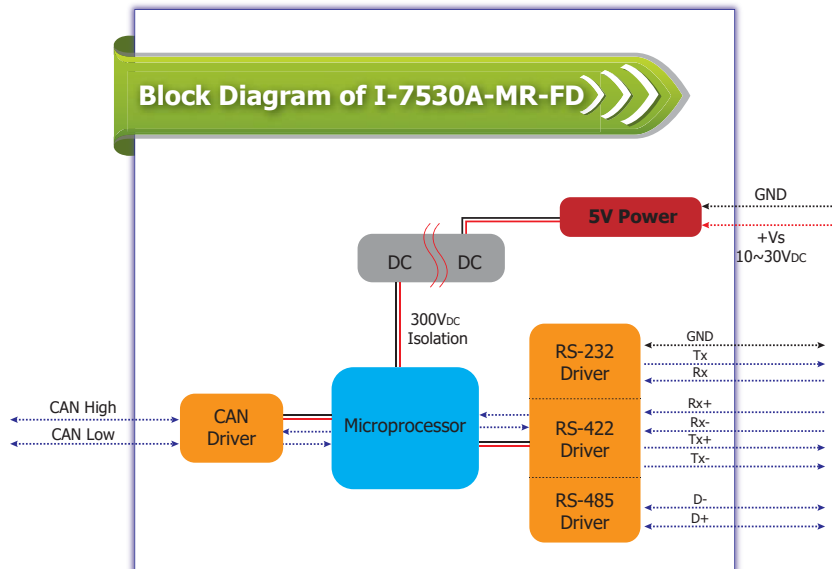 Block Diagram of I-7530A-MR-FD
GND
5V Power
+Vs
10~30VDC
DC DC
300VDC
Isolation
RS-232
Driver
GND
Tx
Rx
CAN High
CAN Low
CAN
Driver
Microprocessor
RS-422
Driver
Rx+
Rx-
Tx+
Tx-
RS-485
Driver
D-
D+